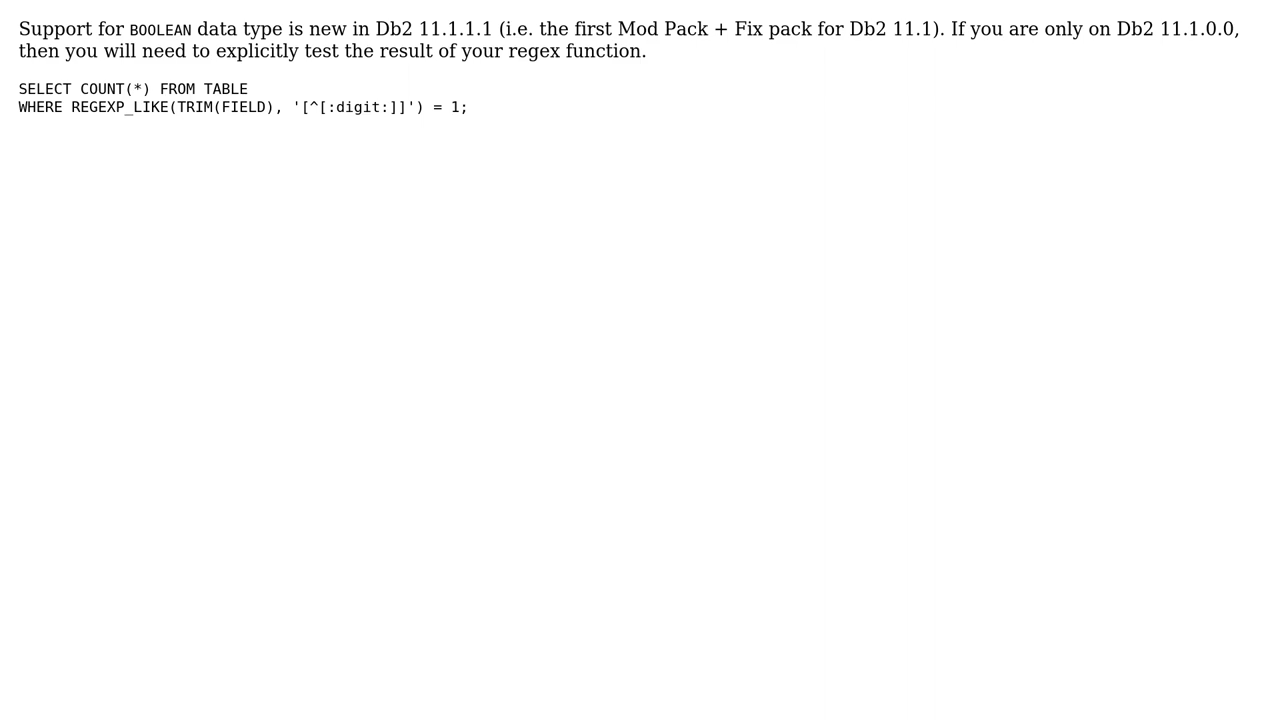 Support for BOOLEAN data type is new in Db2 11.1.1.1 (i.e. the first Mod Pack + Fix pack for Db2 11.1). If you are only on Db2 11.1.0.0,
then you will need to explicitly test the result of your regex function.
SELECT COUNT(*) FROM TABLE
WHERE REGEXP_LIKE(TRIM(FIELD), '[^[:digit:]]') = 1;